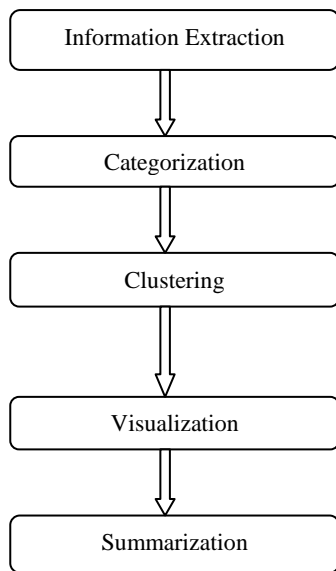 Information Extraction
Categorization
Clustering
Visualization
Summarization